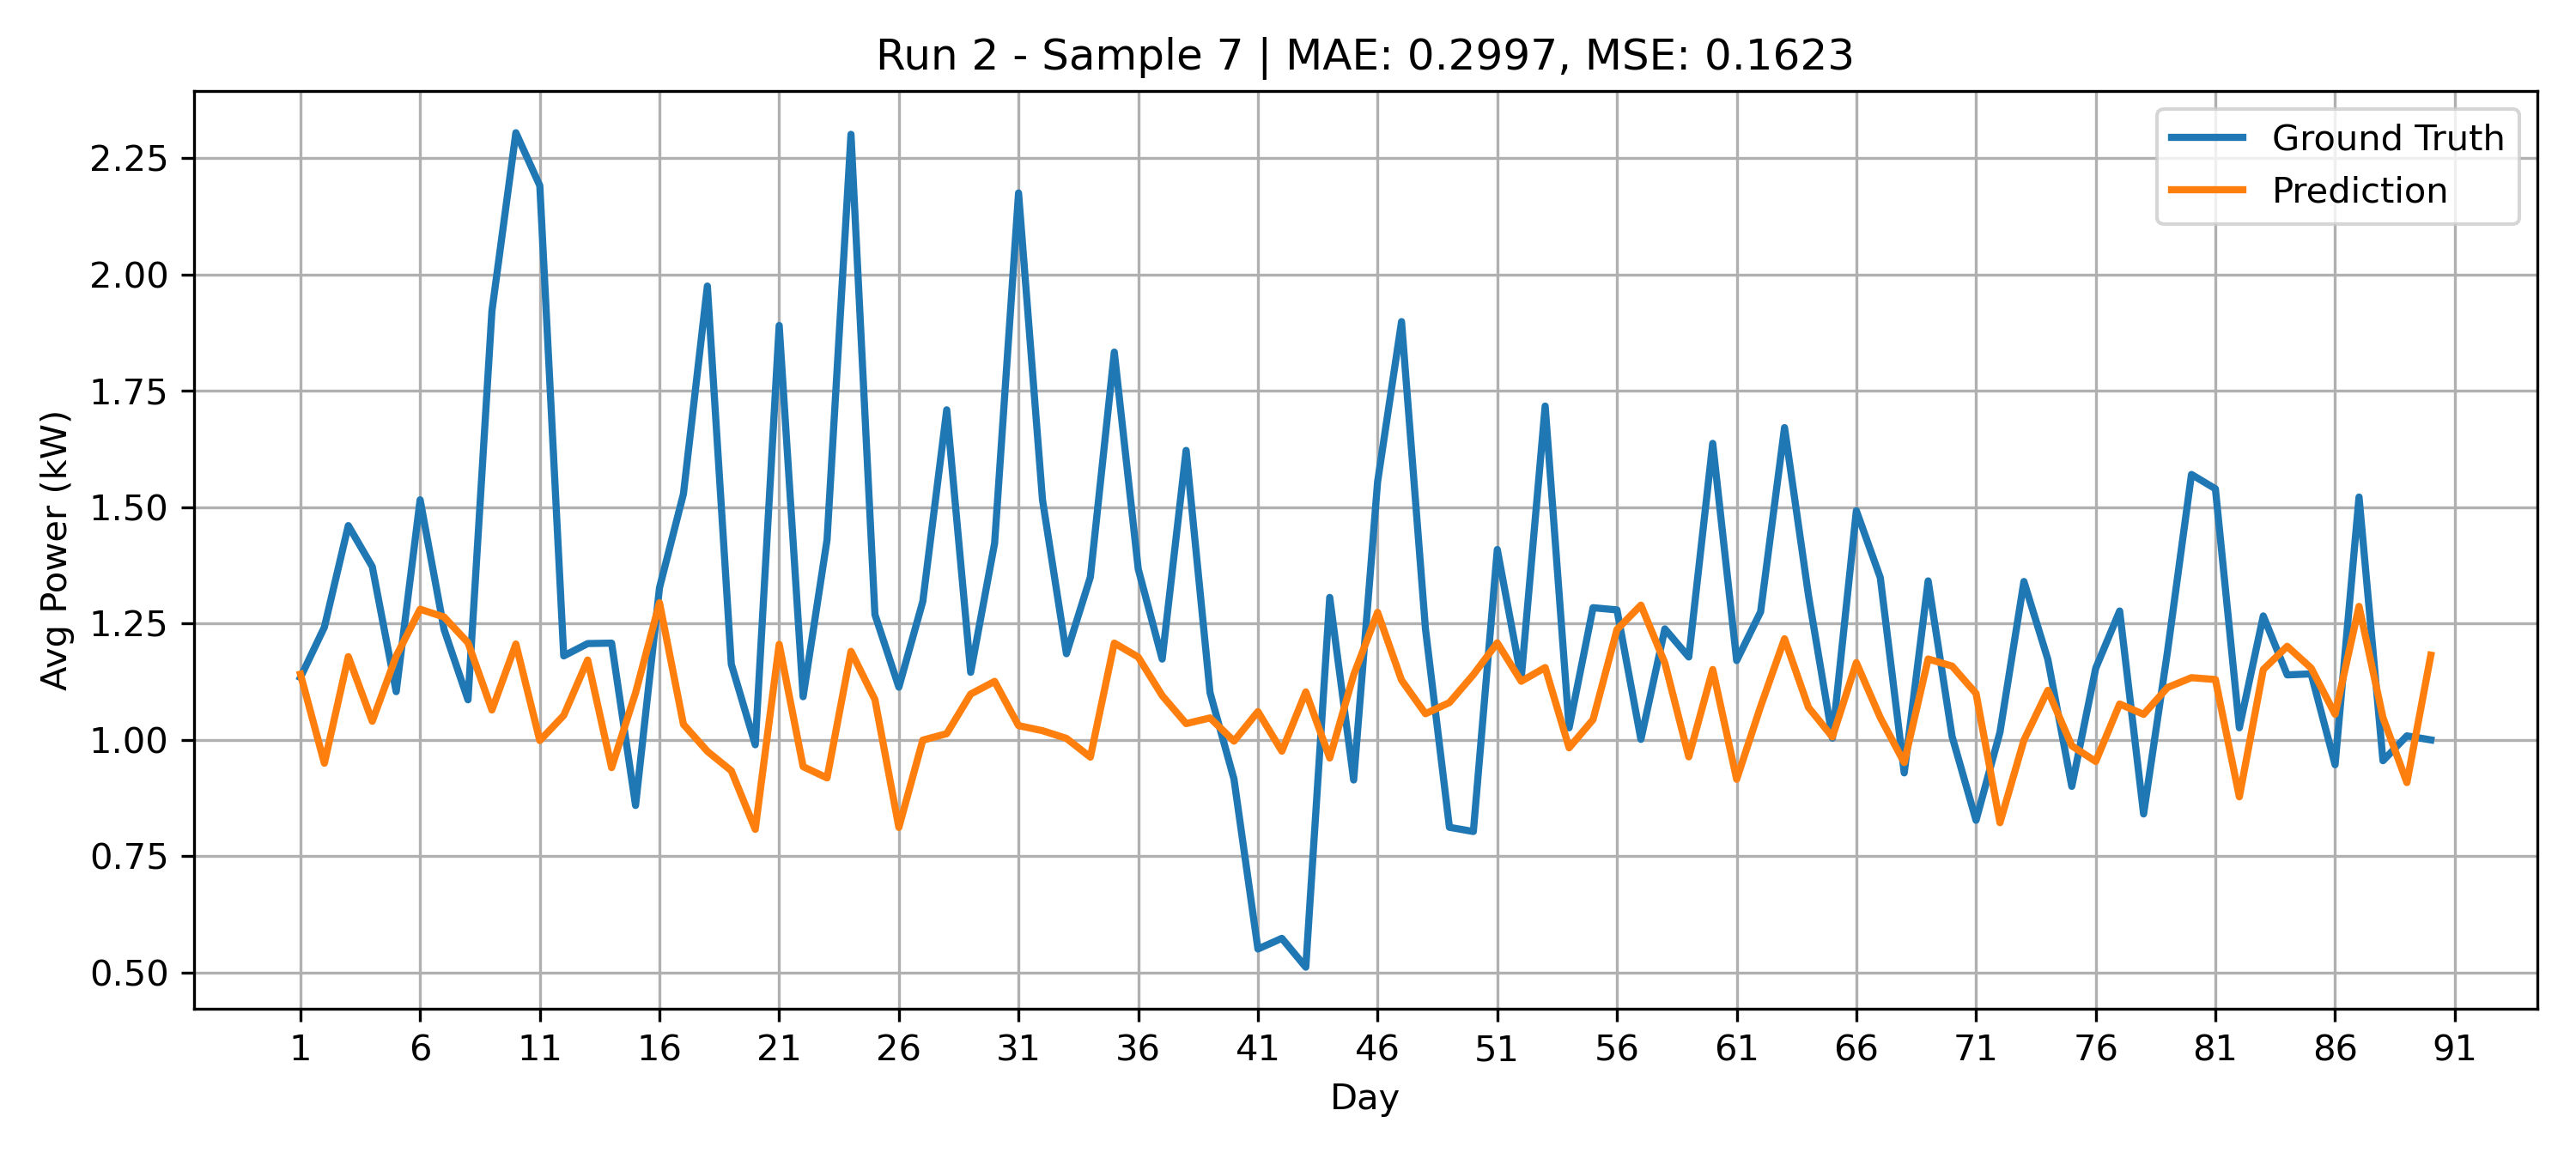 Run 2 - Sample 7 | MAE: 0.2997, MSE: 0.1623
Ground Truth
Prediction
Avg Power (kW)
2.25
2.00
1.75
1.50
1.25
1.00
0.75
0.50
1 6 11 16 21 26 31 36 41 46 51 56 61 66 71 76 81 86 91
Day